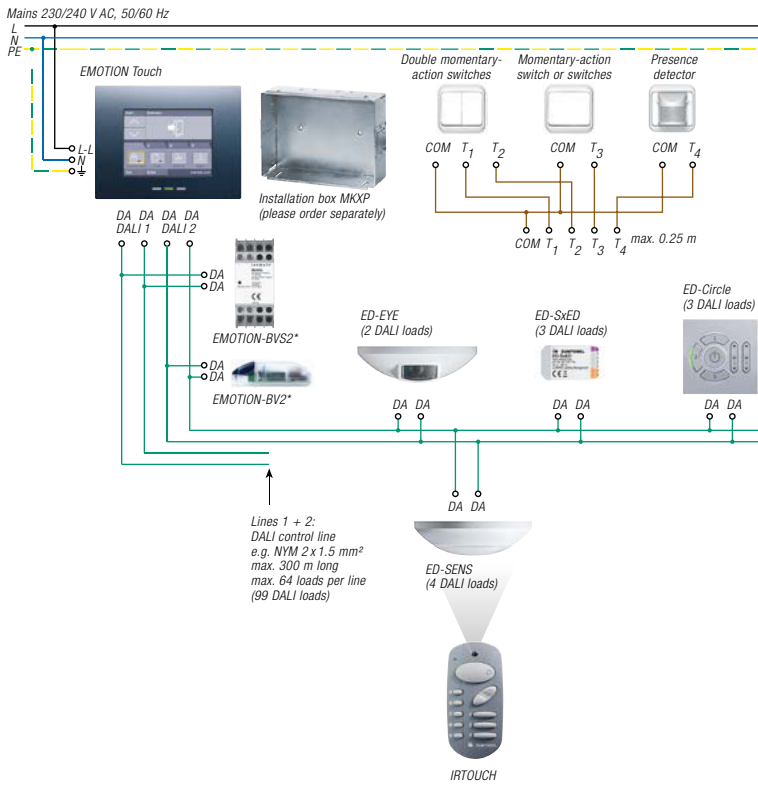 Mains 230/240 V AC, 50/60 Hz
L
N
PE
EMOTION Touch
Double momentary-
action switches
Momentary-action
switch or switches
Presence
detector
L-L
N
Installation box MKXP
(please order separately)
COM T1 T2
COM T3
COM T4
COM T1 T2 T3 T4 max. 0.25 m
DA DA DA DA
DALI 1 DALI 2
DA
DA
EMOTION-BVS2*
DA
DA
EMOTION-BV2*
ED-EYE
(2 DALI loads)
ED-SxED
(3 DALI loads)
ED-Circle
(3 DALI loads)
ZUMTOBEL
ED-SxED
CE
DA DA
DA DA
DA DA
DA DA
Lines 1 + 2:
DALI control line
e.g. NYM 2 x 1.5 mm²
max. 300 m long
max. 64 loads per line
(99 DALI loads)
ED-SENS
(4 DALI loads)
IRTOUCH